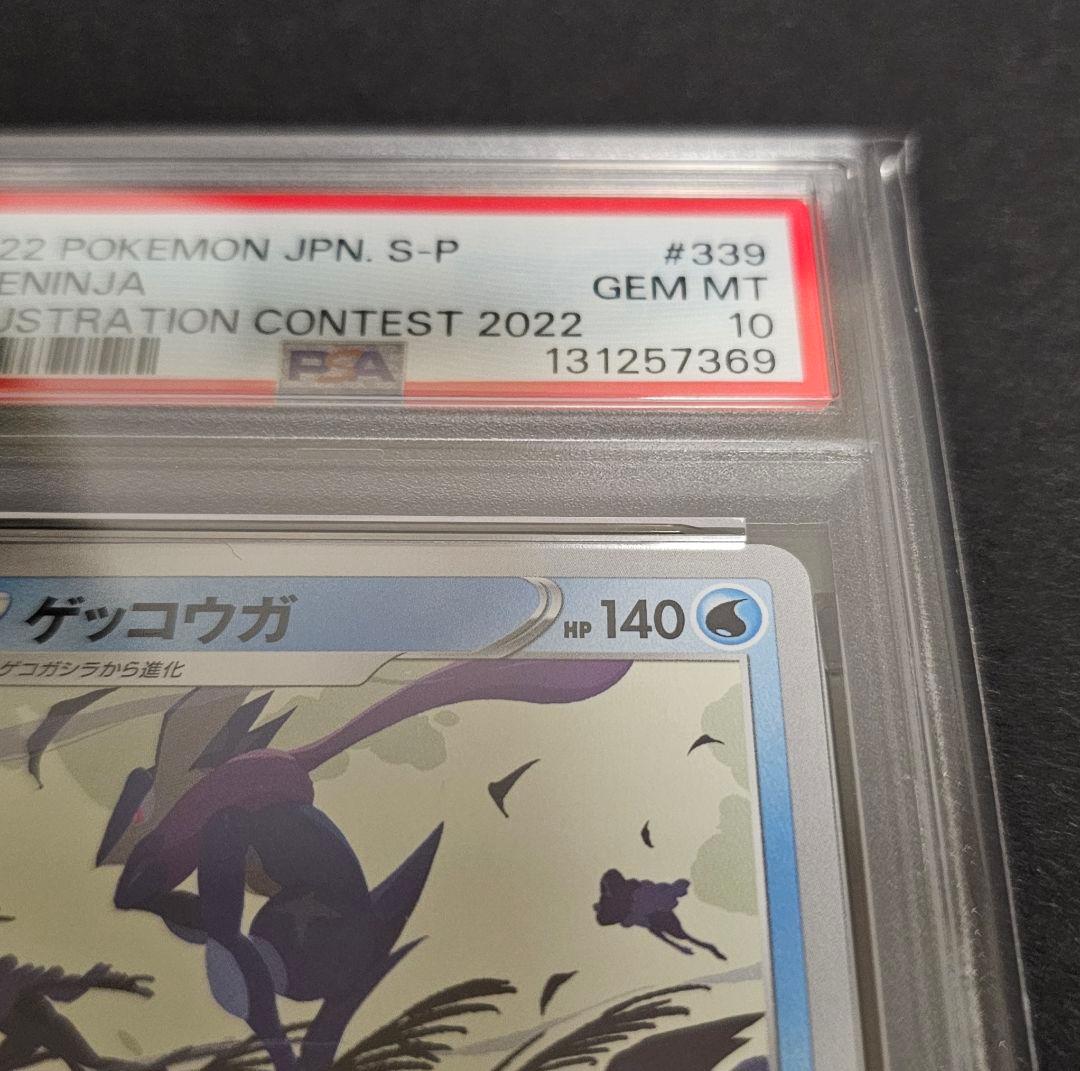 22 POKEMON JPN. S-P #339
ENINJA GEM MT
USTRATION CONTEST 2022 10
PSA 131257369
ゲッコウガ HP 140
ゲコガシラから進化